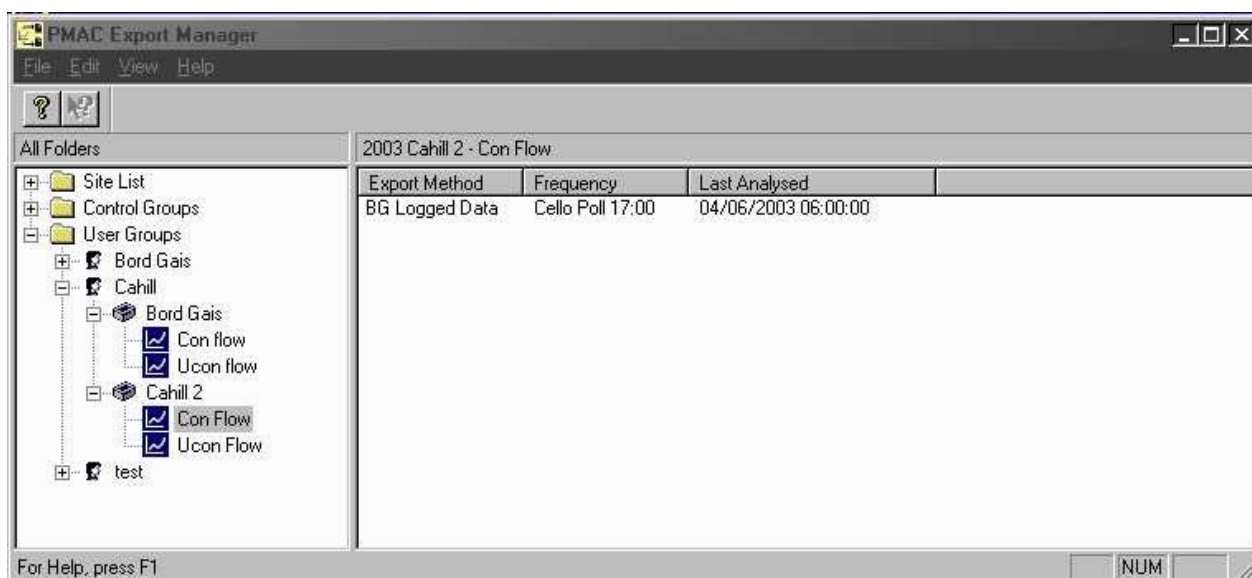 PMAC Export Manager
File Edit View Help
All Folders
2003 Cahill 2 - Con Flow
Site List
Control Groups
User Groups
Bord Gais
Cahill
Bord Gais
Con flow
Ucon flow
Cahill 2
Con Flow
Ucon Flow
test
Export Method Frequency Last Analysed
BG Logged Data Cello Poll 17:00 04/06/2003 06:00:00
For Help, press F1
NUM